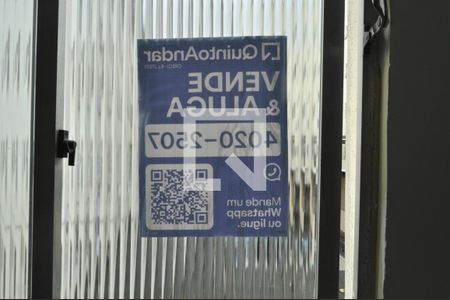 QuintoAndar
VENDE
& ALUGA
4020-2507
Mande um
Whatsapp
ou ligue.